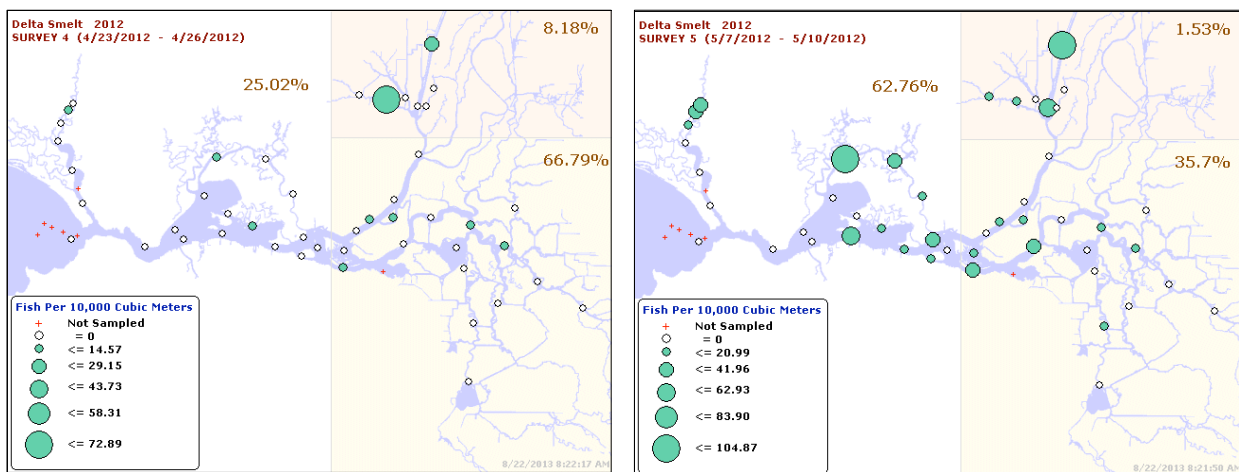 Delta Smelt 2012
SURVEY 4 (4/23/2012 - 4/26/2012)
8.18%
25.02%
66.79%
Fish Per 10,000 Cubic Meters
Not Sampled
= 0
<= 14.57
<= 29.15
<= 43.73
<= 58.31
<= 72.89
8/22/2013 8:22:17 AM
Delta Smelt 2012
SURVEY 5 (5/7/2012 - 5/10/2012)
1.53%
62.76%
35.7%
Fish Per 10,000 Cubic Meters
Not Sampled
= 0
<= 20.99
<= 41.96
<= 62.93
<= 83.90
<= 104.87
8/22/2013 8:21:50 AM